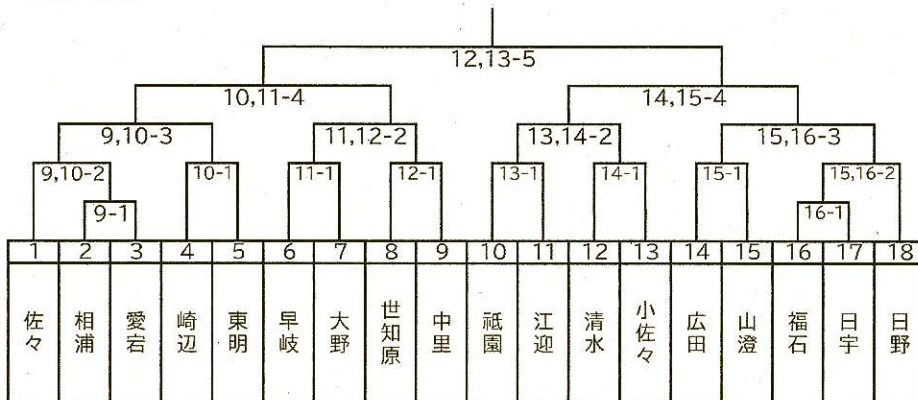 12,13-5
10,11-4 14,15-4
9,10-3 11,12-2 13,14-2 15,16-3
9,10-2 10-1 11-1 12-1 13-1 14-1 15-1 15,16-2
9-1 16-1
1 2 3 4 5 6 7 8 9 10 11 12 13 14 15 16 17 18
佐々 相浦 愛宕 崎辺 東明 早岐 大野 世知原 中里 祗園 江迎 清水 小佐々 広田 山澄 福石 日宇 日野